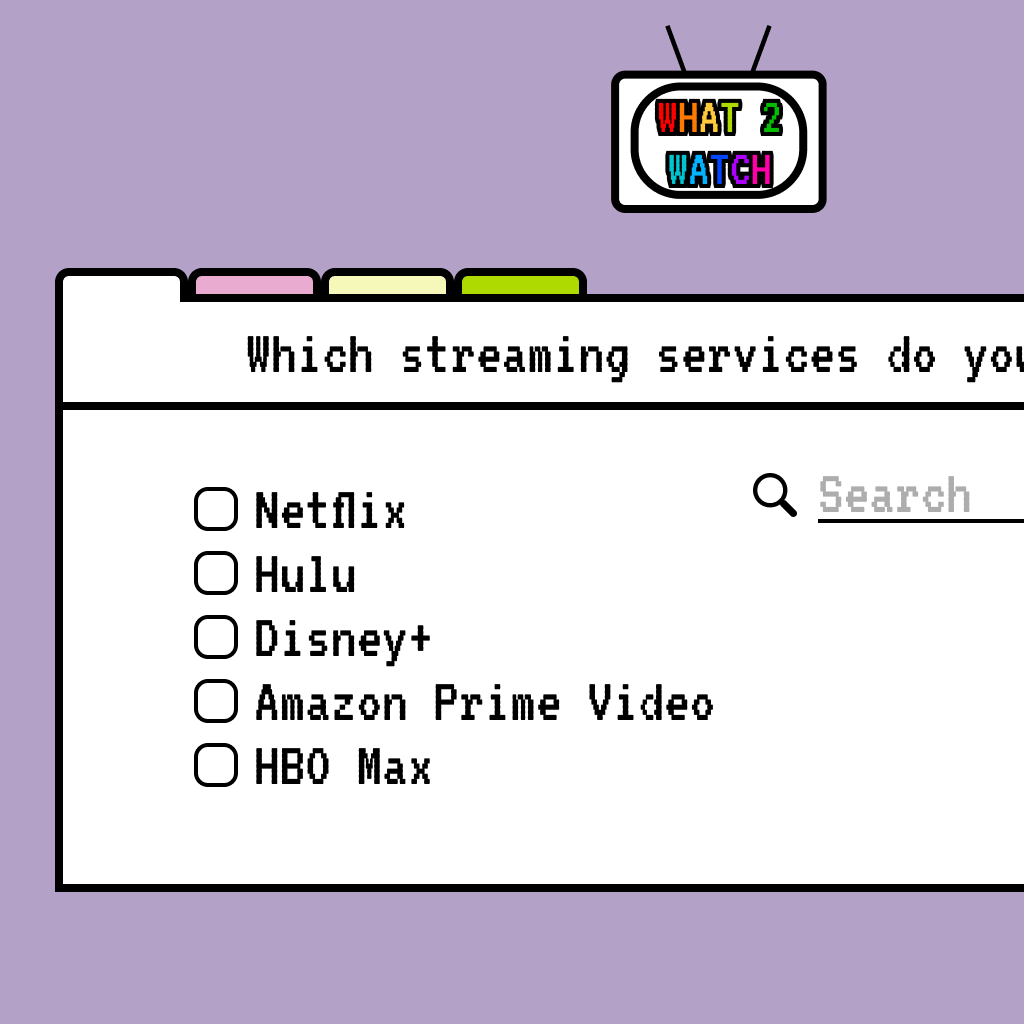 WHAT 2
WATCH
Which streaming services do you
Search
Netflix
Hulu
Disney+
Amazon Prime Video
HBO Max